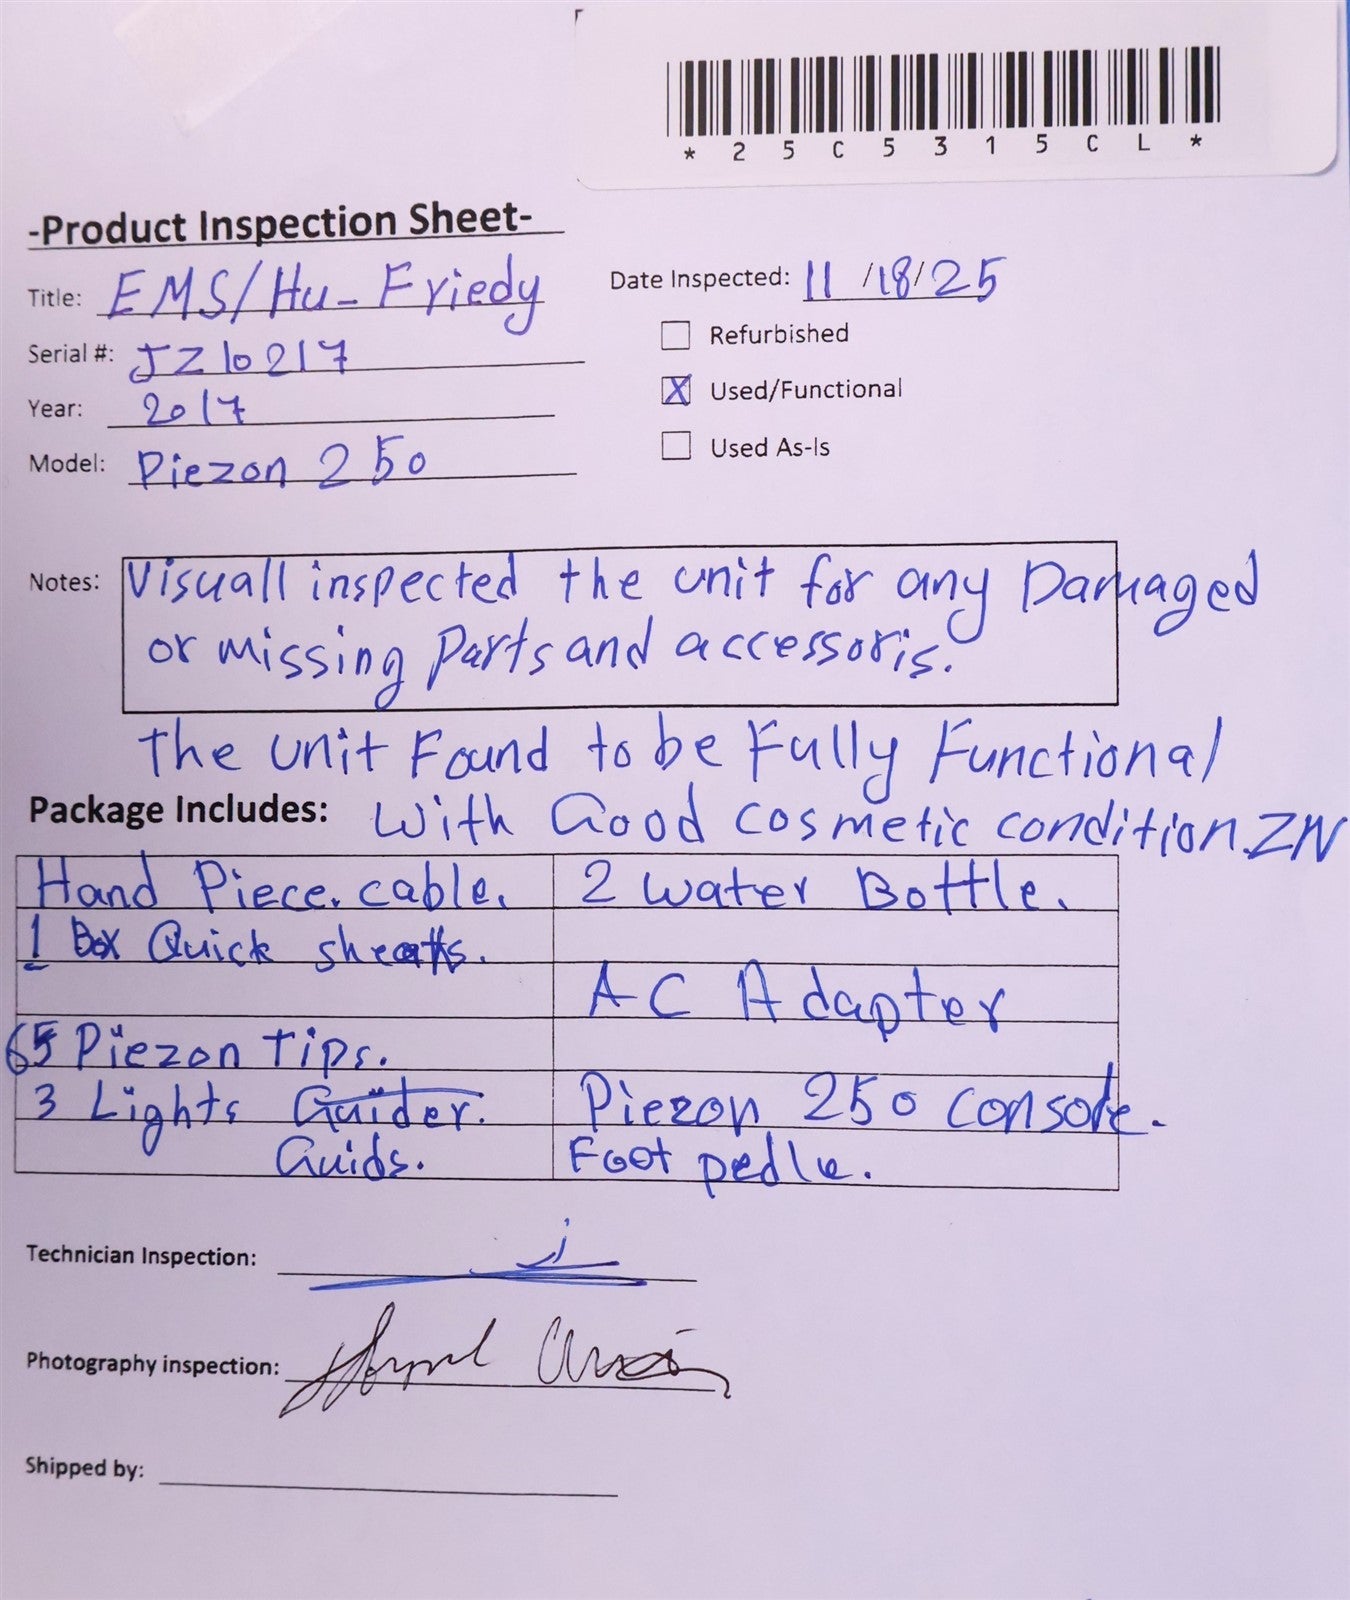 * 2 5 C 5 3 1 5 C L *
-Product Inspection Sheet-
Title: EMS/Hu-Friedy
Date Inspected: 11/18/25
Serial #: JZ10217
Refurbished
Year: 2017
X Used/Functional
Model: Piezon 250
Used As-Is
Notes: Visuall inspected the unit for any Damaged
or missing parts and accessoris.
The unit Found to be Fully Functional
Package Includes: with Good cosmetic condition. ZN
Hand Piece. cable. 2 water Bottle.
1 Box Quick sheaths.
AC Adapter
65 Piezon Tips.
3 Lights Guider. Piezon 250 console.
Guids. Foot pedle.
Technician Inspection:
Photography inspection:
Shipped by: